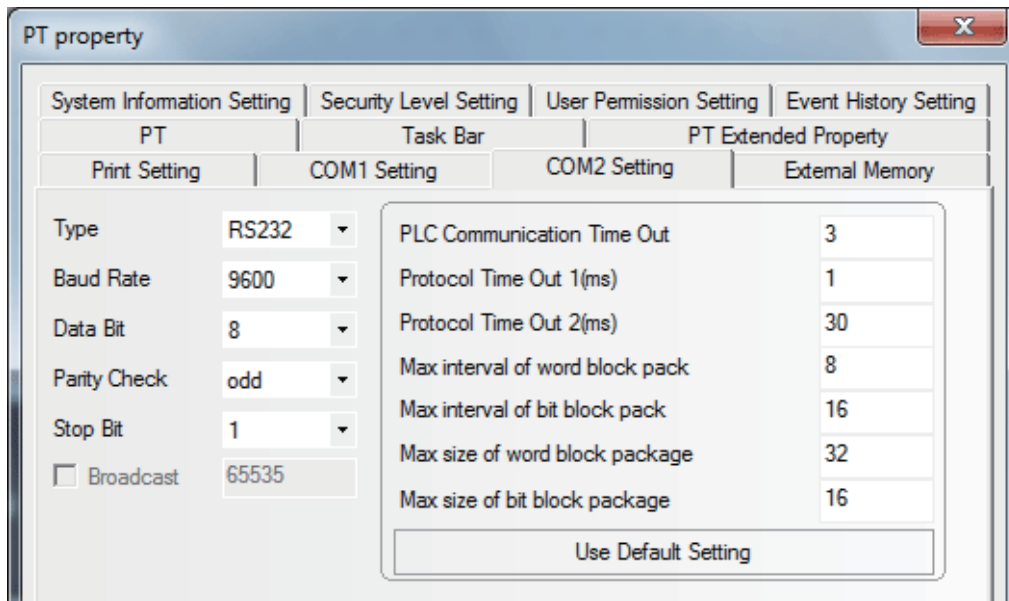 PT property
System Information Setting
Security Level Setting
User Permission Setting
Event History Setting
PT
Task Bar
PT Extended Property
Print Setting
COM1 Setting
COM2 Setting
External Memory
Type RS232
Baud Rate 9600
Data Bit 8
Parity Check odd
Stop Bit 1
Broadcast 65535
PLC Communication Time Out 3
Protocol Time Out 1(ms) 1
Protocol Time Out 2(ms) 30
Max interval of word block pack 8
Max interval of bit block pack 16
Max size of word block package 32
Max size of bit block package 16
Use Default Setting